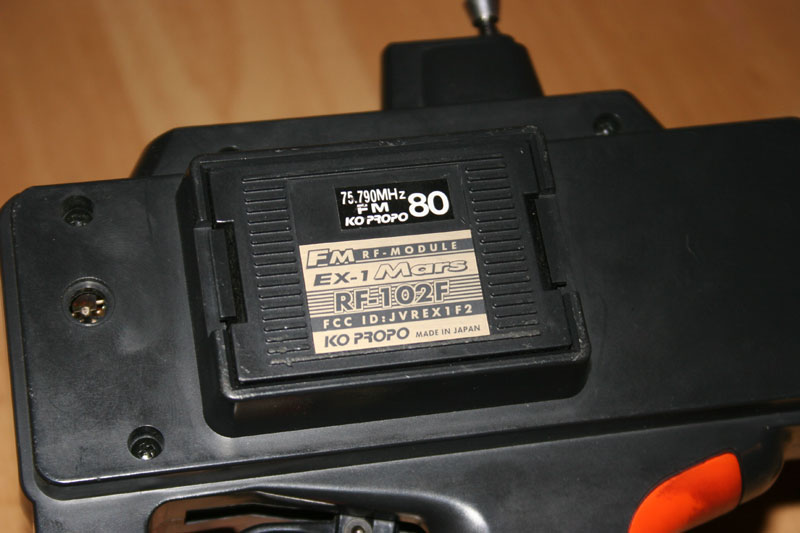 75.790MHz
FM 80
KO PROPO
FM RF-MODULE
EX-1 Mars
RF-102F
FCC ID:JVREX1F2
KO PROPO MADE IN JAPAN